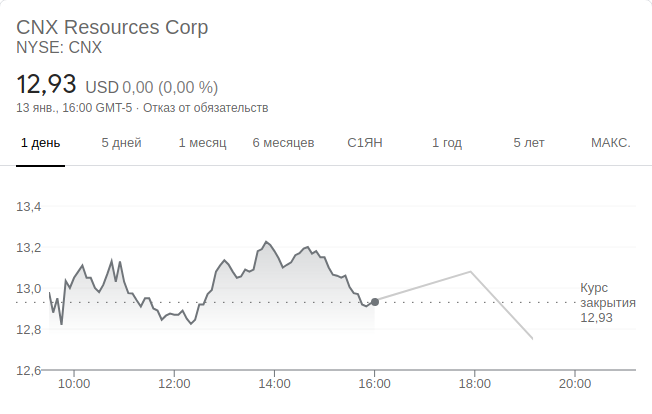 CNX Resources Corp
NYSE: CNX
12,93 USD 0,00 (0,00 %)
13 янв., 16:00 GMT-5 · Отказ от обязательств
1 день 5 дней 1 месяц 6 месяцев С1ЯН 1 год 5 лет МАКС.
13,4
13,2
13,0
12,8
12,6
Курс
закрытия
12,93
10:00 12:00 14:00 16:00 18:00 20:00